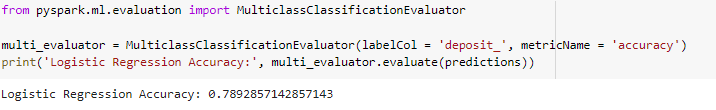 from pyspark.ml.evaluation import MulticlassClassificationEvaluator
multi_evaluator = MulticlassClassificationEvaluator(labelCol = 'deposit_', metricName = 'accuracy')
print('Logistic Regression Accuracy:', multi_evaluator.evaluate(predictions))
Logistic Regression Accuracy: 0.7892857142857143